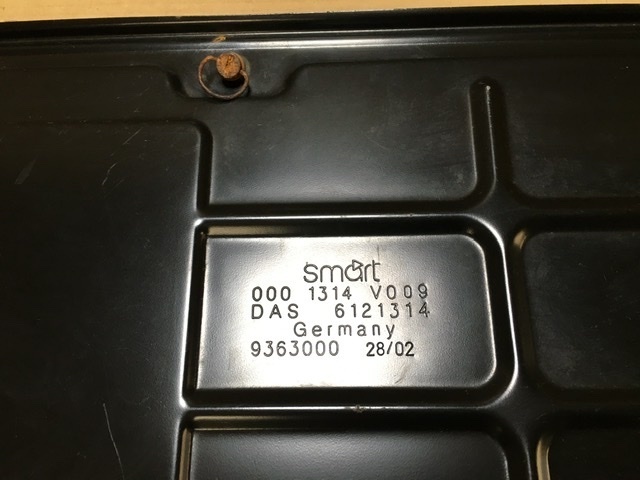 smart
000 1314 V009
DAS 6121314
Germany
9363000 28/02